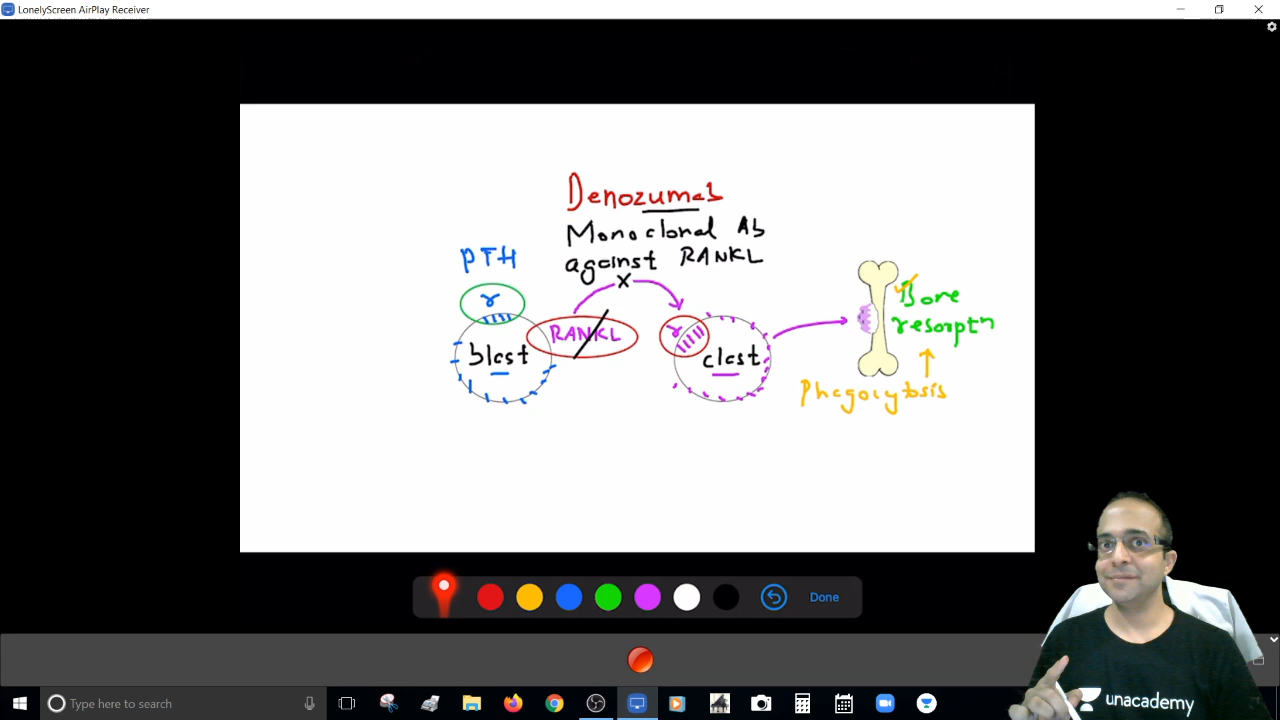 LonelyScreen AirPlay Receiver
Denozumab
Monoclonal Ab
against RANKL
PTH
x
r
RANKL
r
blast
clast
Bone
resorptn
Phagocytosis
Done
unacademy
Type here to search